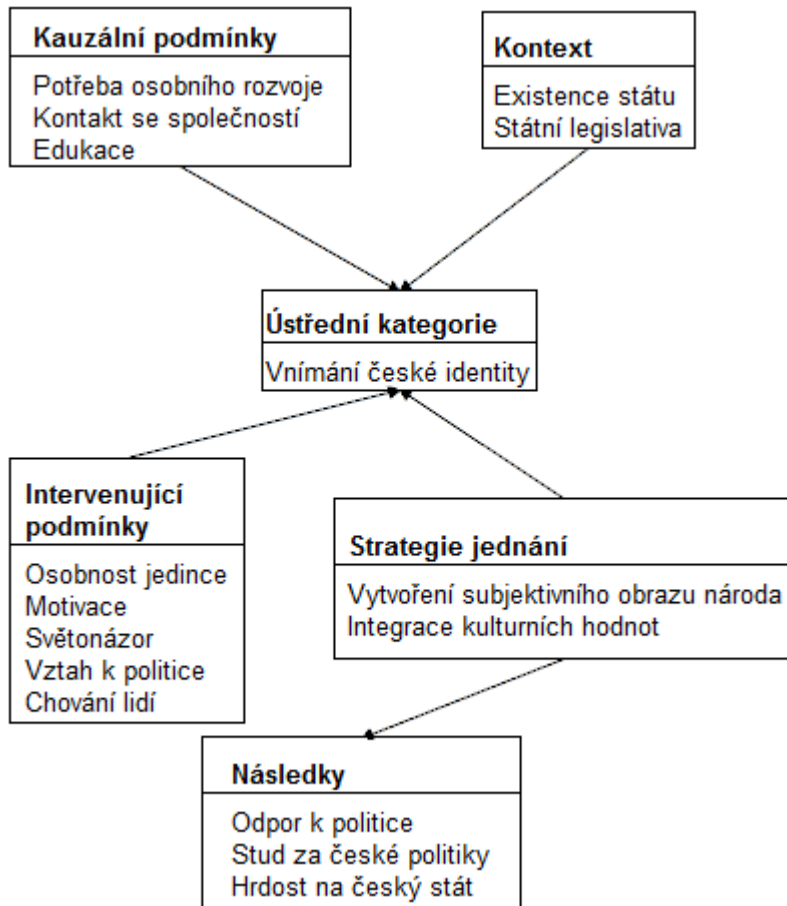 Kauzální podmínky
Potřeba osobního rozvoje
Kontakt se společností
Edukace
Kontext
Existence státu
Státní legislativa
Ústřední kategorie
Vnímání české identity
Intervenující
podmínky
Osobnost jedince
Motivace
Světonázor
Vztah k politice
Chování lidí
Strategie jednání
Vytvoření subjektivního obrazu národa
Integrace kulturních hodnot
Následky
Odpor k politice
Stud za české politiky
Hrdost na český stát